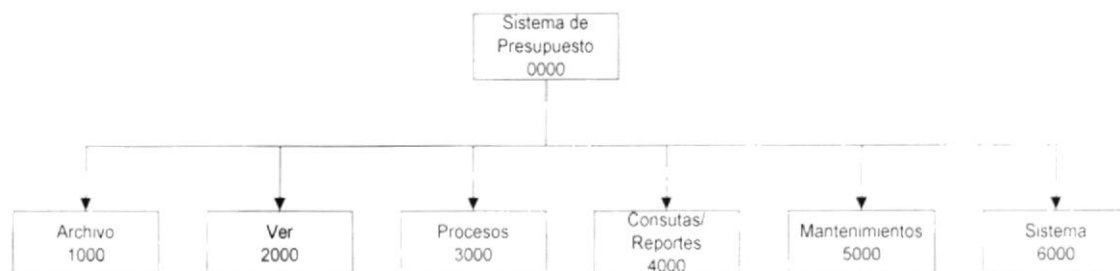 Sistema de
Presupuesto
0000
Archivo
1000
Ver
2000
Procesos
3000
Consutas/
Reportes
4000
Mantenimientos
5000
Sistema
6000